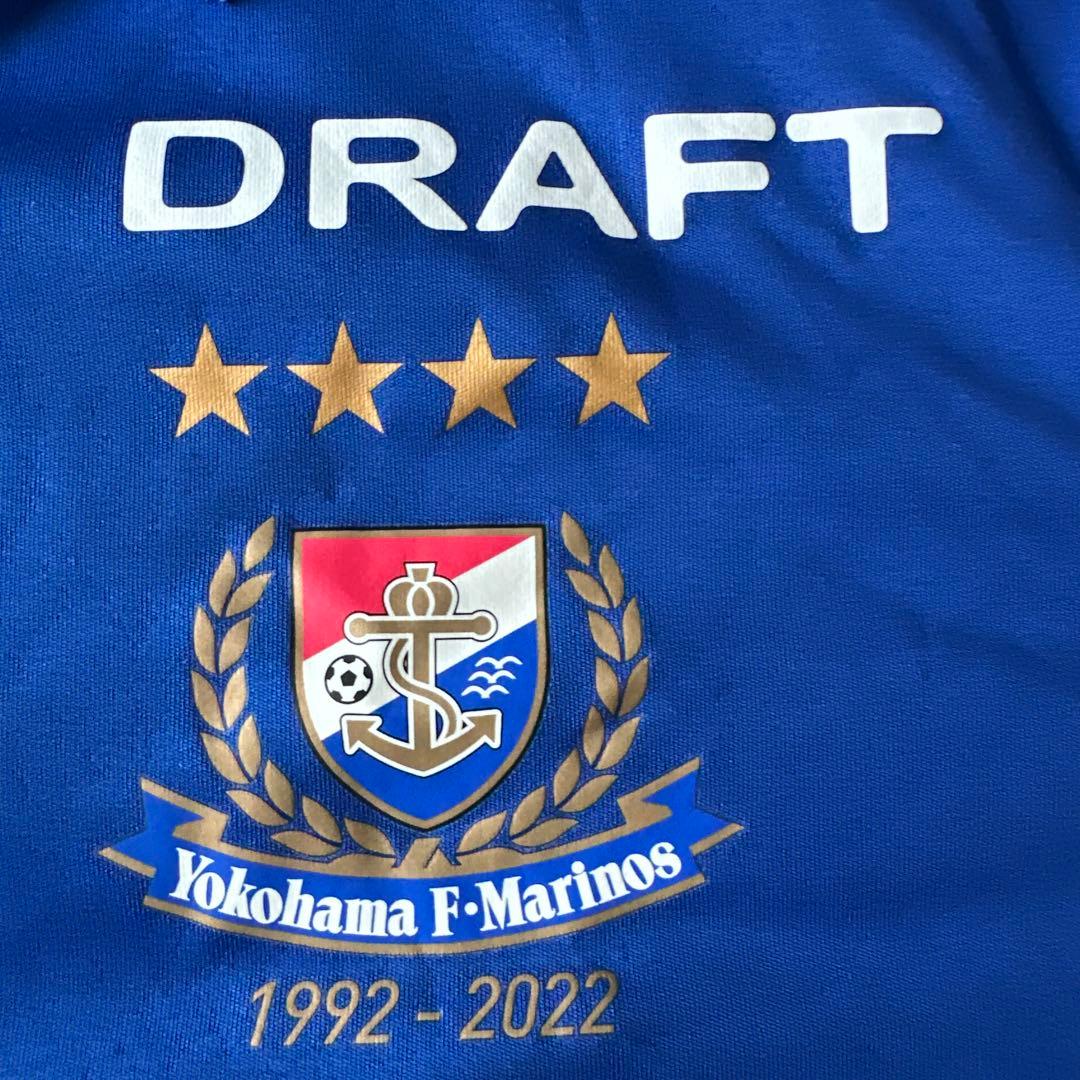 DRAFT
Yokohama F·Marinos
1992 - 2022